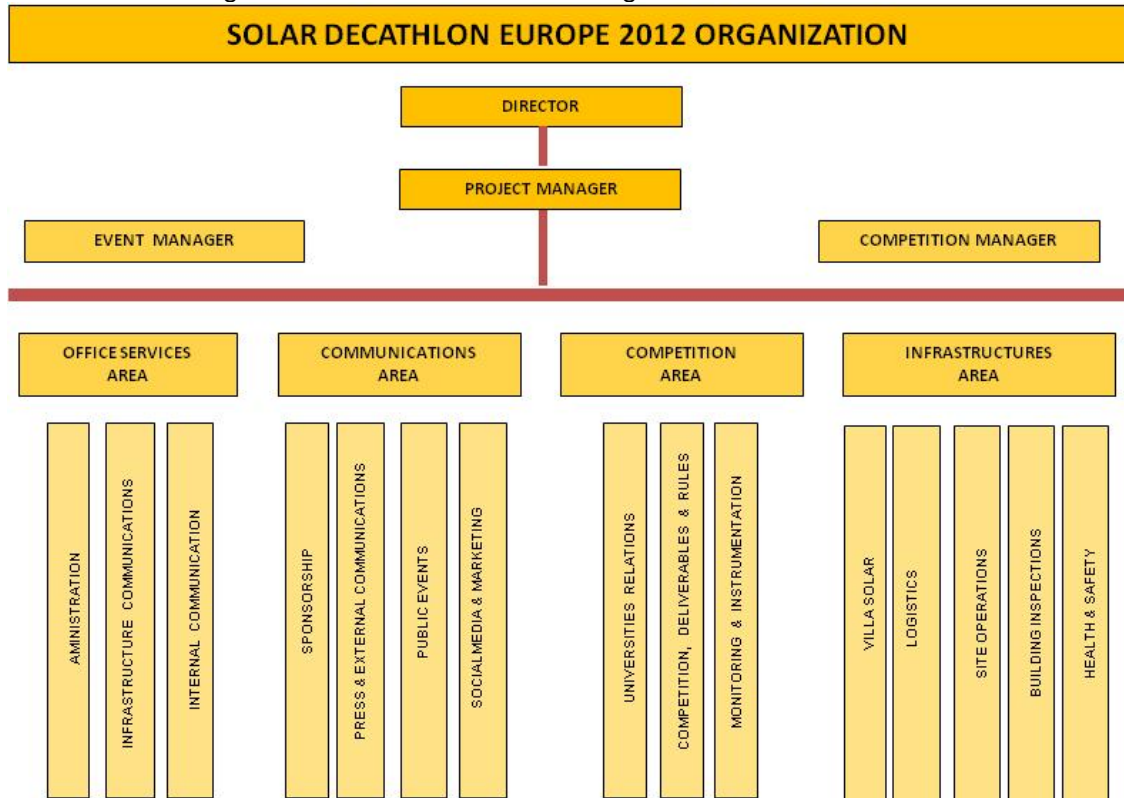 SOLAR DECATHLON EUROPE 2012 ORGANIZATION
DIRECTOR
PROJECT MANAGER
EVENT MANAGER
COMPETITION MANAGER
OFFICE SERVICES
AREA
COMMUNICATIONS
AREA
COMPETITION
AREA
INFRASTRUCTURES
AREA
AMINISTRATION
INFRASTRUCTURE COMMUNICATIONS
INTERNAL COMMUNICATION
SPONSORSHIP
PRESS & EXTERNAL COMMUNICATIONS
PUBLIC EVENTS
SOCIALMEDIA & MARKETING
UNIVERSITIES RELATIONS
COMPETITION, DELIVERABLES & RULES
MONITORING & INSTRUMENTATION
VILLA SOLAR
LOGISTICS
SITE OPERATIONS
BUILDING INSPECTIONS
HEALTH & SAFETY